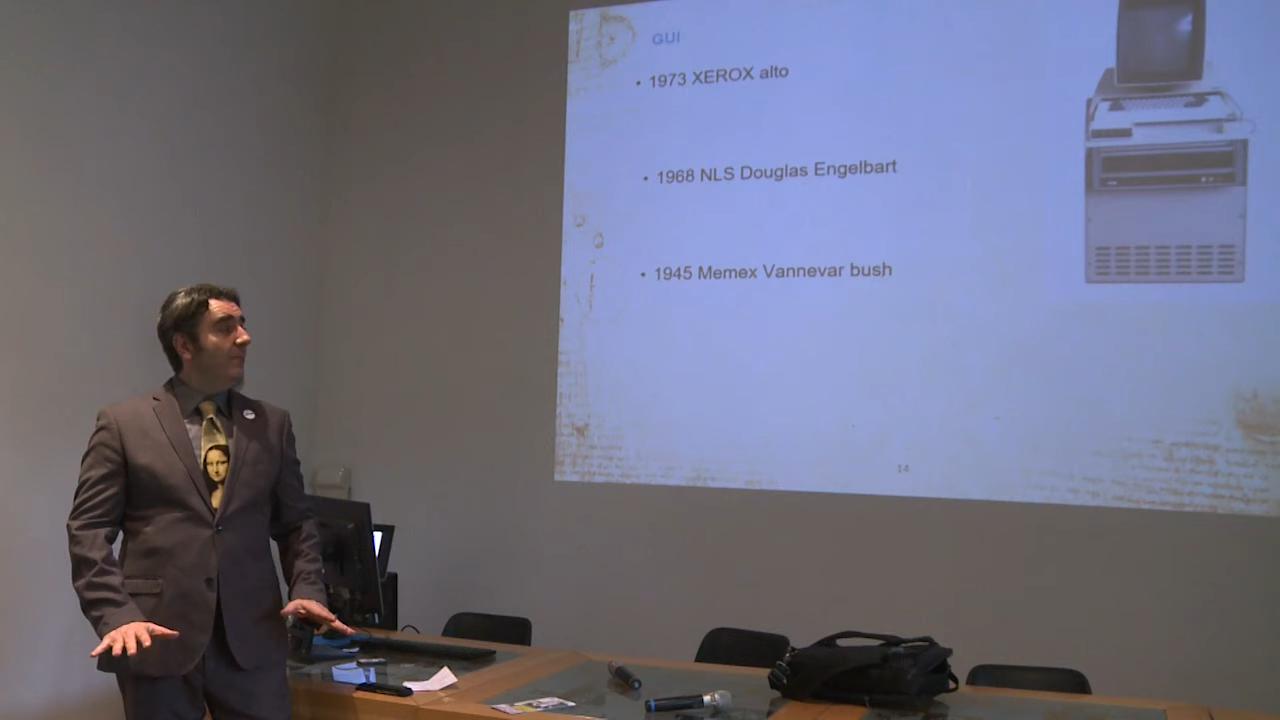 GUI
• 1973 XEROX alto
• 1968 NLS Douglas Engelbart
• 1945 Memex Vannevar bush
14